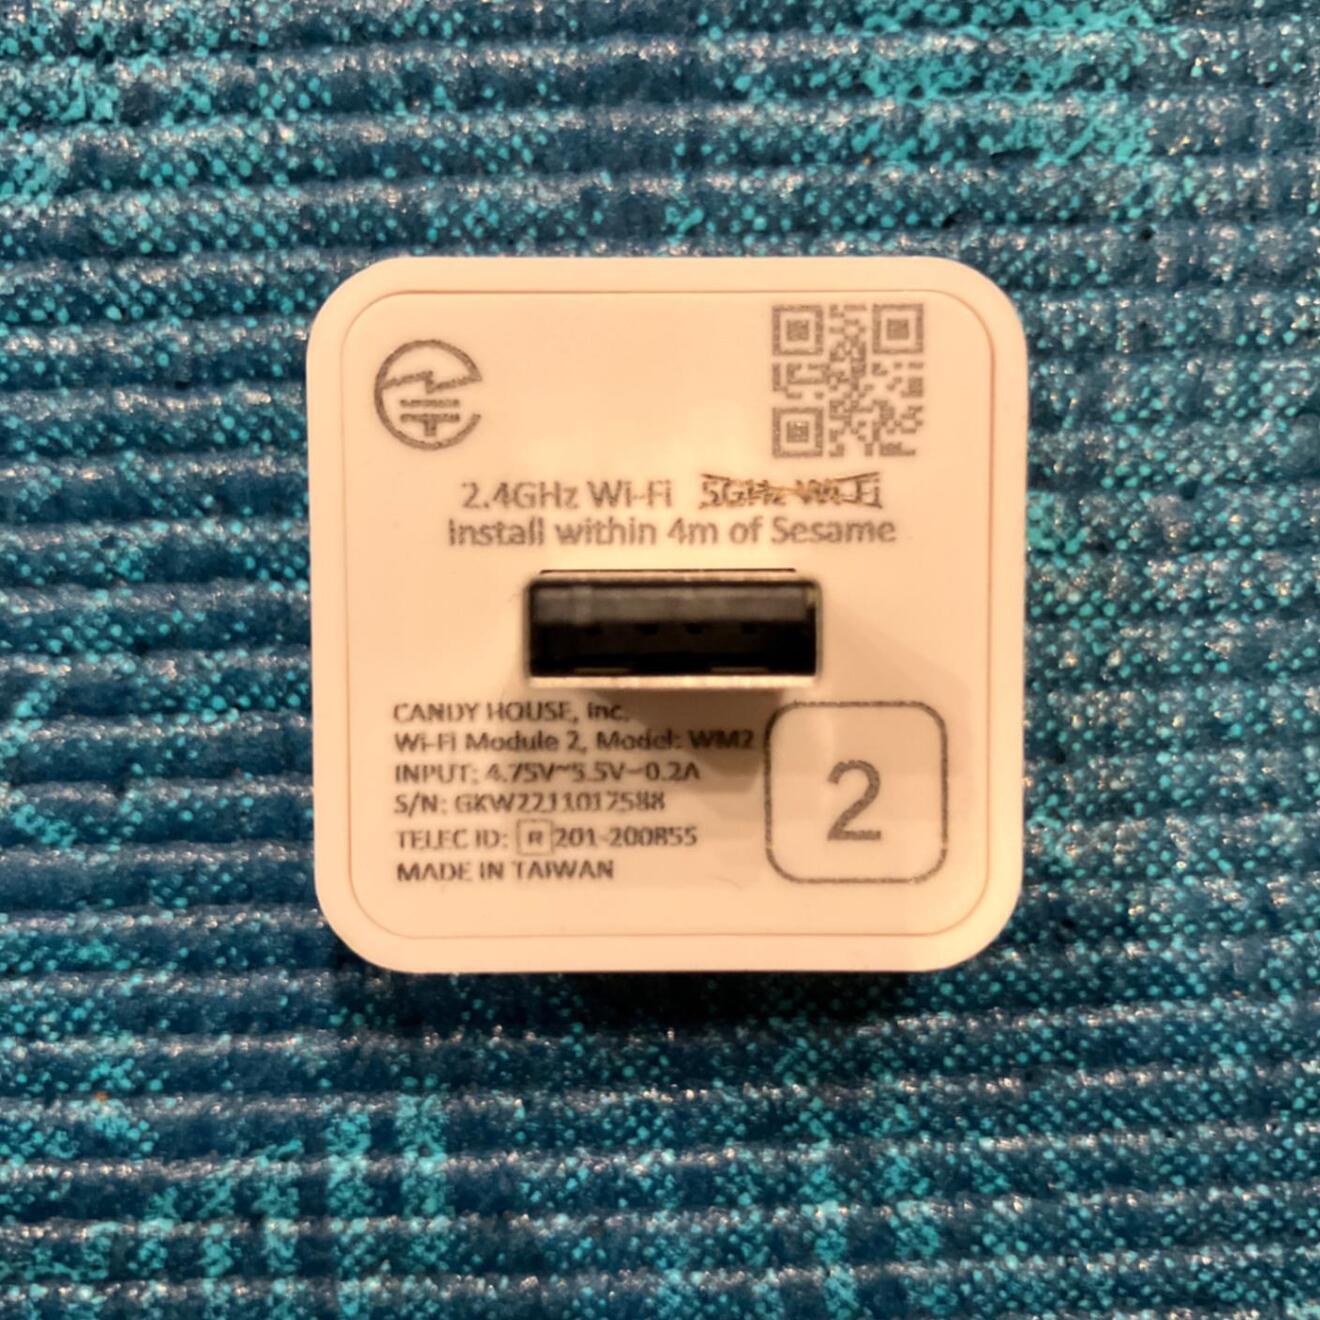 2.4GHz Wi-Fi 5GHz Wi-Fi
Install within 4m of Sesame
CANDY HOUSE, Inc.
Wi-Fi Module 2, Model: WM2
INPUT: 4.75V~5.5V⎓0.2A
S/N: GKW2211017588
TELEC ID: R 201-200855
MADE IN TAIWAN
2